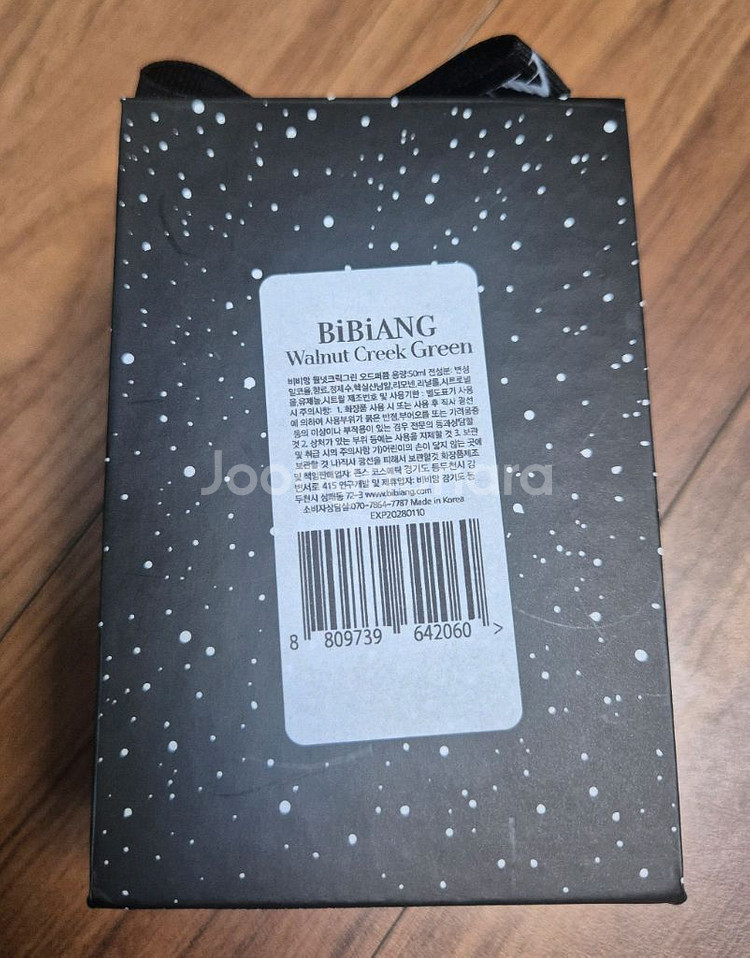 BiBiANG
Walnut Creek Green
비비앙 월넛크릭그린 오드퍼퓸 용량:50ml 전성분: 변성
알코올,향료,정제수,헥실신남알,리모넨,리날룰,시트로넬
올,유제놀,시트랄 제조번호 및 사용기한 : 별도표기 사용
시 주의사항: 1. 화장품 사용 시 또는 사용 후 직사 광선
에 의하여 사용부위가 붉은 반점,부어오름 또는 가려움증
등의 이상이나 부작용이 있는 경우 전문의 등과상담할
것 2. 상처가 있는 부위 등에는 사용을 자제할 것 3. 보관
및 취급 시의 주의사항 가)어린이의 손이 닿지 않는 곳에
보관할 것 나)직사 광선을 피해서 보관할것 화장품제조
및 책임판매업자: 코스메틱 경기도 동두천시 강
번서로 415 연구개발 및 제휴업자: 비비앙 경기도 동
두천시 상패동 72-3 www.bibiang.com
소비자상담실:070-7864-7787 Made in Korea
EXP20280110
8 809739 642060 >
Joo ara